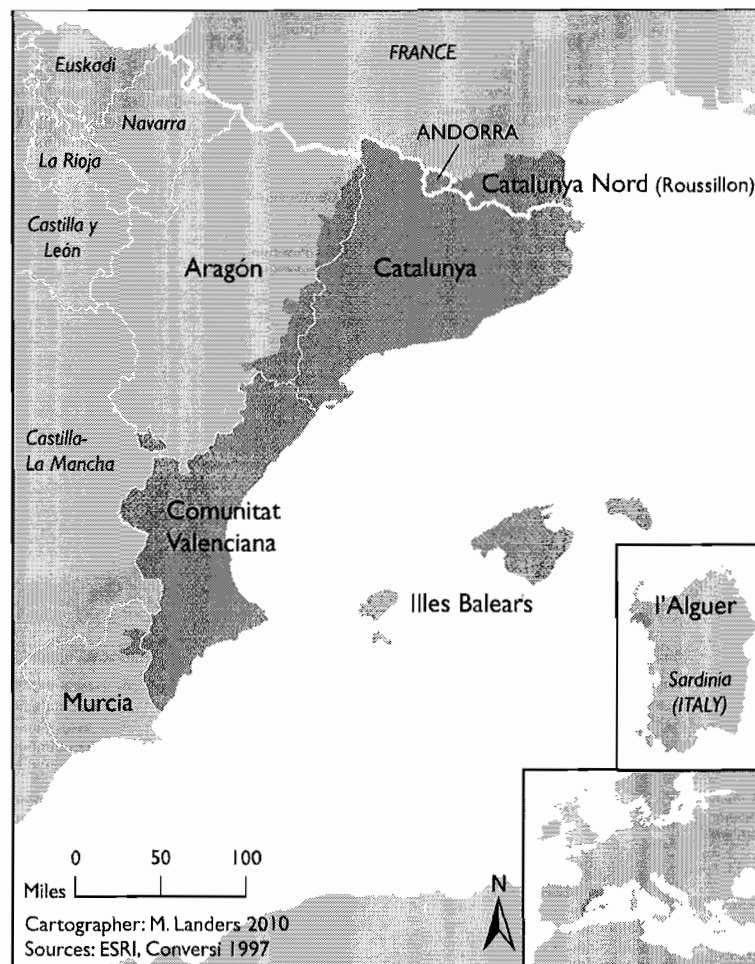 Euskadi
FRANCE
Navarra
ANDORRA
La Rioja
Catalunya Nord (Roussillon)
Castilla y
León
Aragón
Catalunya
Castilla-
La Mancha
Comunitat
Valenciana
Illes Balears
l'Alguer
Sardinia
(ITALY)
Murcia
0 50 100
Miles
N
Cartographer: M. Landers 2010
Sources: ESRI, Conversi 1997